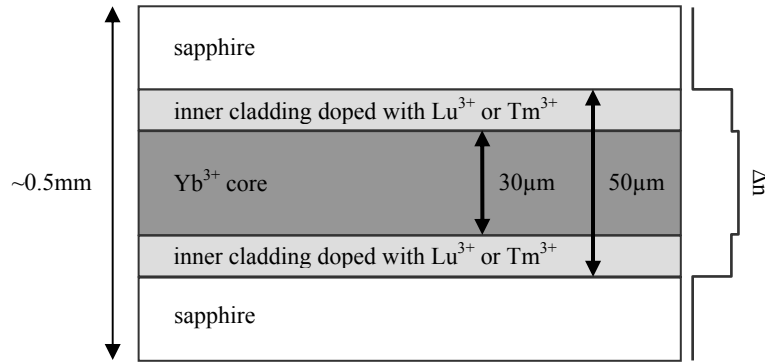 sapphire
inner cladding doped with Lu³⁺ or Tm³⁺
~0.5mm
Yb³⁺ core
30µm
50µm
Δn
inner cladding doped with Lu³⁺ or Tm³⁺
sapphire